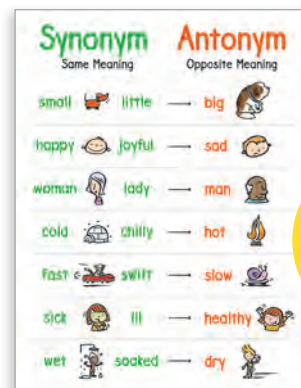 Synonym Antonym
Same Meaning Opposite Meaning
small little → big
happy joyful → sad
woman lady → man
cold chilly → hot
fast swift → slow
sick ill → healthy
wet soaked → dry